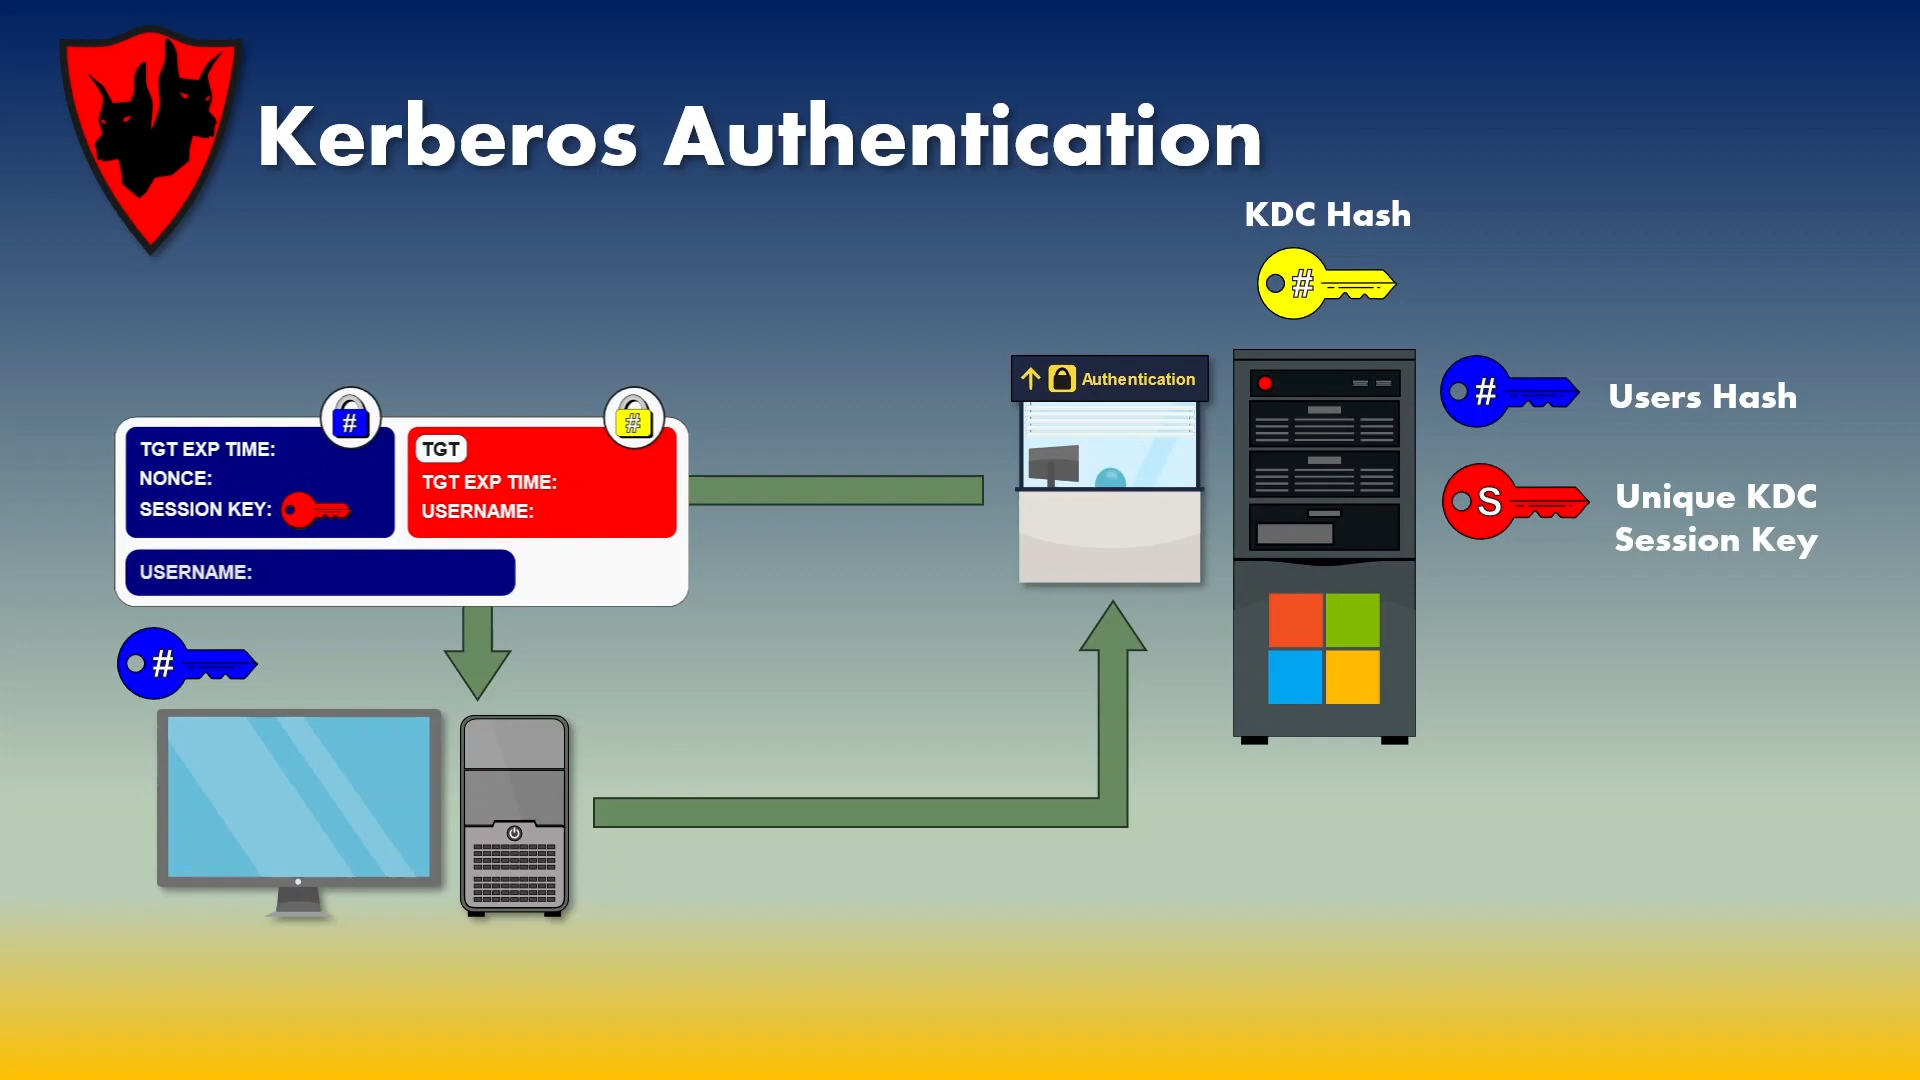 Kerberos Authentication
KDC Hash
#
Authentication
#
Users Hash
S
Unique KDC
Session Key
#
#
TGT EXP TIME:
NONCE:
SESSION KEY:
TGT
TGT EXP TIME:
USERNAME:
USERNAME:
#